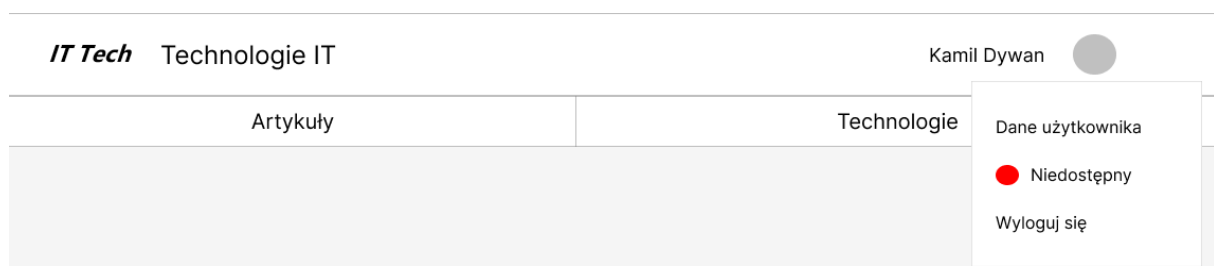 IT Tech Technologie IT Kamil Dywan
Artykuły Technologie
Dane użytkownika
Niedostępny
Wyloguj się